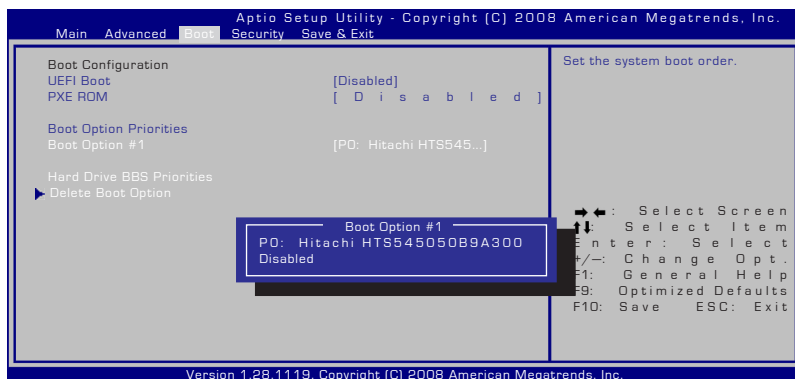 Aptio Setup Utility - Copyright (C) 2008 American Megatrends, Inc.
Main Advanced Boot Security Save & Exit
Boot Configuration
UEFI Boot [Disabled]
PXE ROM [Disabled]
Boot Option Priorities
Boot Option #1 [P0: Hitachi HTS545...]
Hard Drive BBS Priorities
Delete Boot Option
Boot Option #1
P0: Hitachi HTS545050B9A300
Disabled
Set the system boot order.
→←: Select Screen
↑↓: Select Item
Enter: Select
+/—: Change Opt.
F1: General Help
F9: Optimized Defaults
F10: Save ESC: Exit
Version 1.28.1119. Copyright (C) 2008 American Megatrends, Inc.